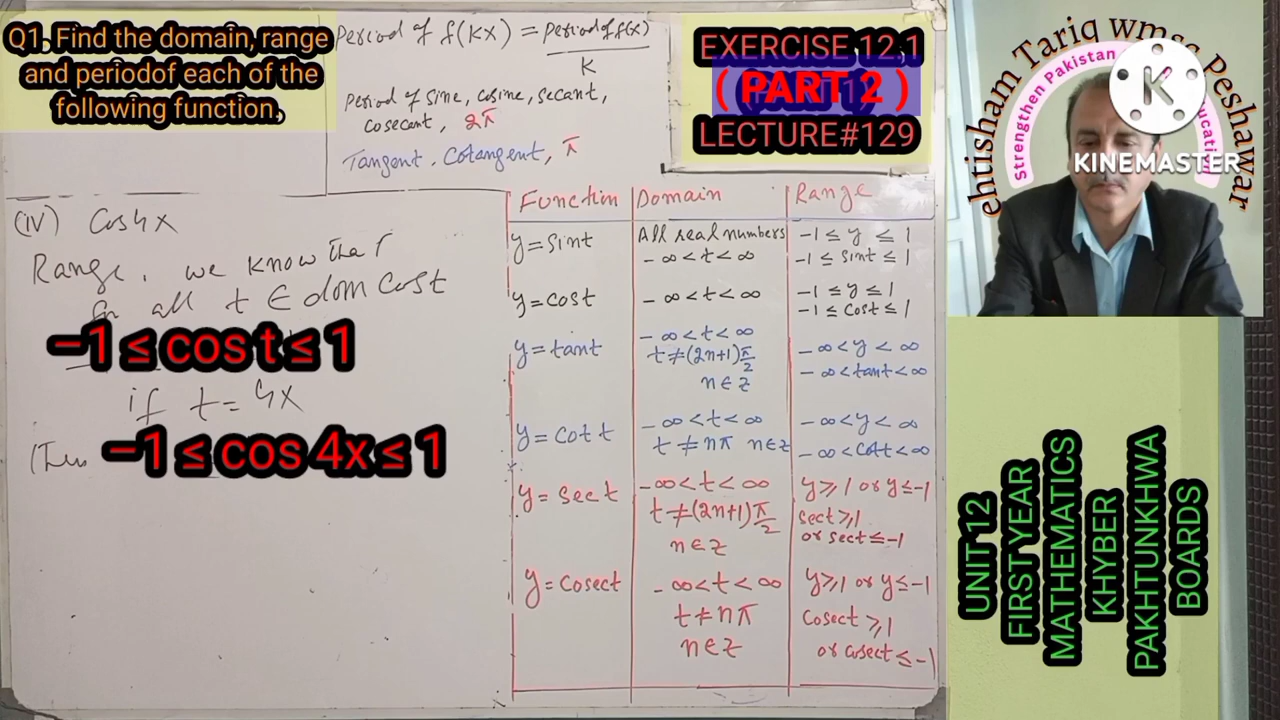 Q1. Find the domain, range
and periodof each of the
following function.
Period of f(Kx) = period of f(x)
K
Period of sine, cosine, secant,
cosecant, 2π
Tangent, Cotangent, π
EXERCISE 12.1
( PART 2 )
LECTURE#129
ehtisham Tariq wmsc Peshawar
Strengthen Pakistan
KINEMASTER
(iv) Cos4x
Range, we know that
for all t ∈ dom Cost
−1 ≤ cos t ≤ 1
if t = 4x
Then −1 ≤ cos 4x ≤ 1
Function Domain Range
y = sint All real numbers -1 ≤ y ≤ 1
-∞ < t < ∞ -1 ≤ sint ≤ 1
y = cost -∞ < t < ∞ -1 ≤ y ≤ 1
-1 ≤ cost ≤ 1
y = tant -∞ < t < ∞ -∞ < y < ∞
t ≠ (2n+1)π/2 -∞ < tant < ∞
n ∈ z
y = cot t -∞ < t < ∞ -∞ < y < ∞
t ≠ nπ n ∈ z -∞ < Cott < ∞
y = sect -∞ < t < ∞ y ≥ 1 or y ≤ -1
t ≠ (2n+1)π/2 sect ≥ 1
n ∈ z or sect ≤ -1
y = cosect -∞ < t < ∞ y ≥ 1 or y ≤ -1
t ≠ nπ Cosect ≥ 1
n ∈ z or cosect ≤ -1
UNIT 12
FIRST YEAR
MATHEMATICS
KHYBER
PAKHTUNKHWA
BOARDS